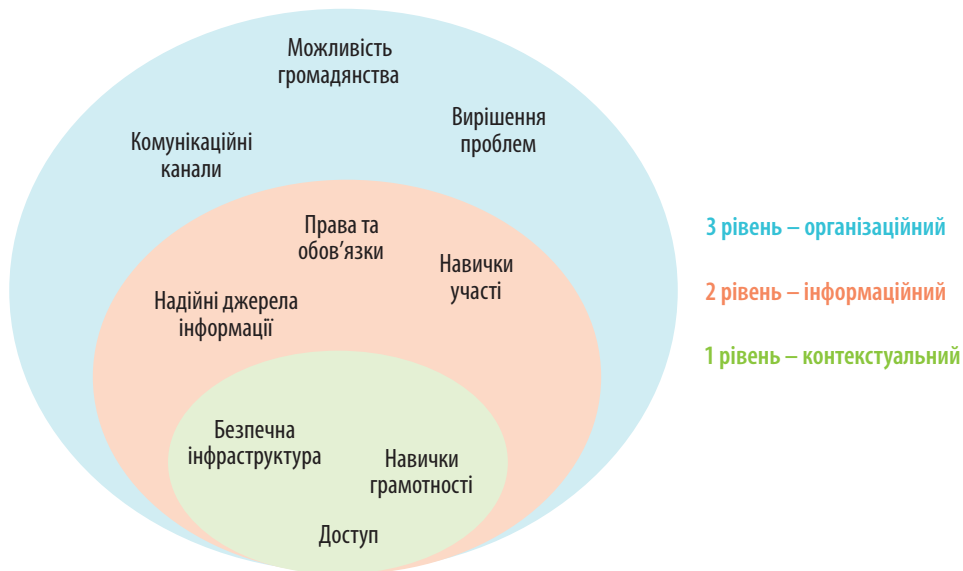 Можливість
громадянства
Вирішення
проблем
Комунікаційні
канали
Права та
обов’язки
Навички
участі
Надійні джерела
інформації
Безпечна
інфраструктура
Навички
грамотності
Доступ
3 рівень – організаційний
2 рівень – інформаційний
1 рівень – контекстуальний